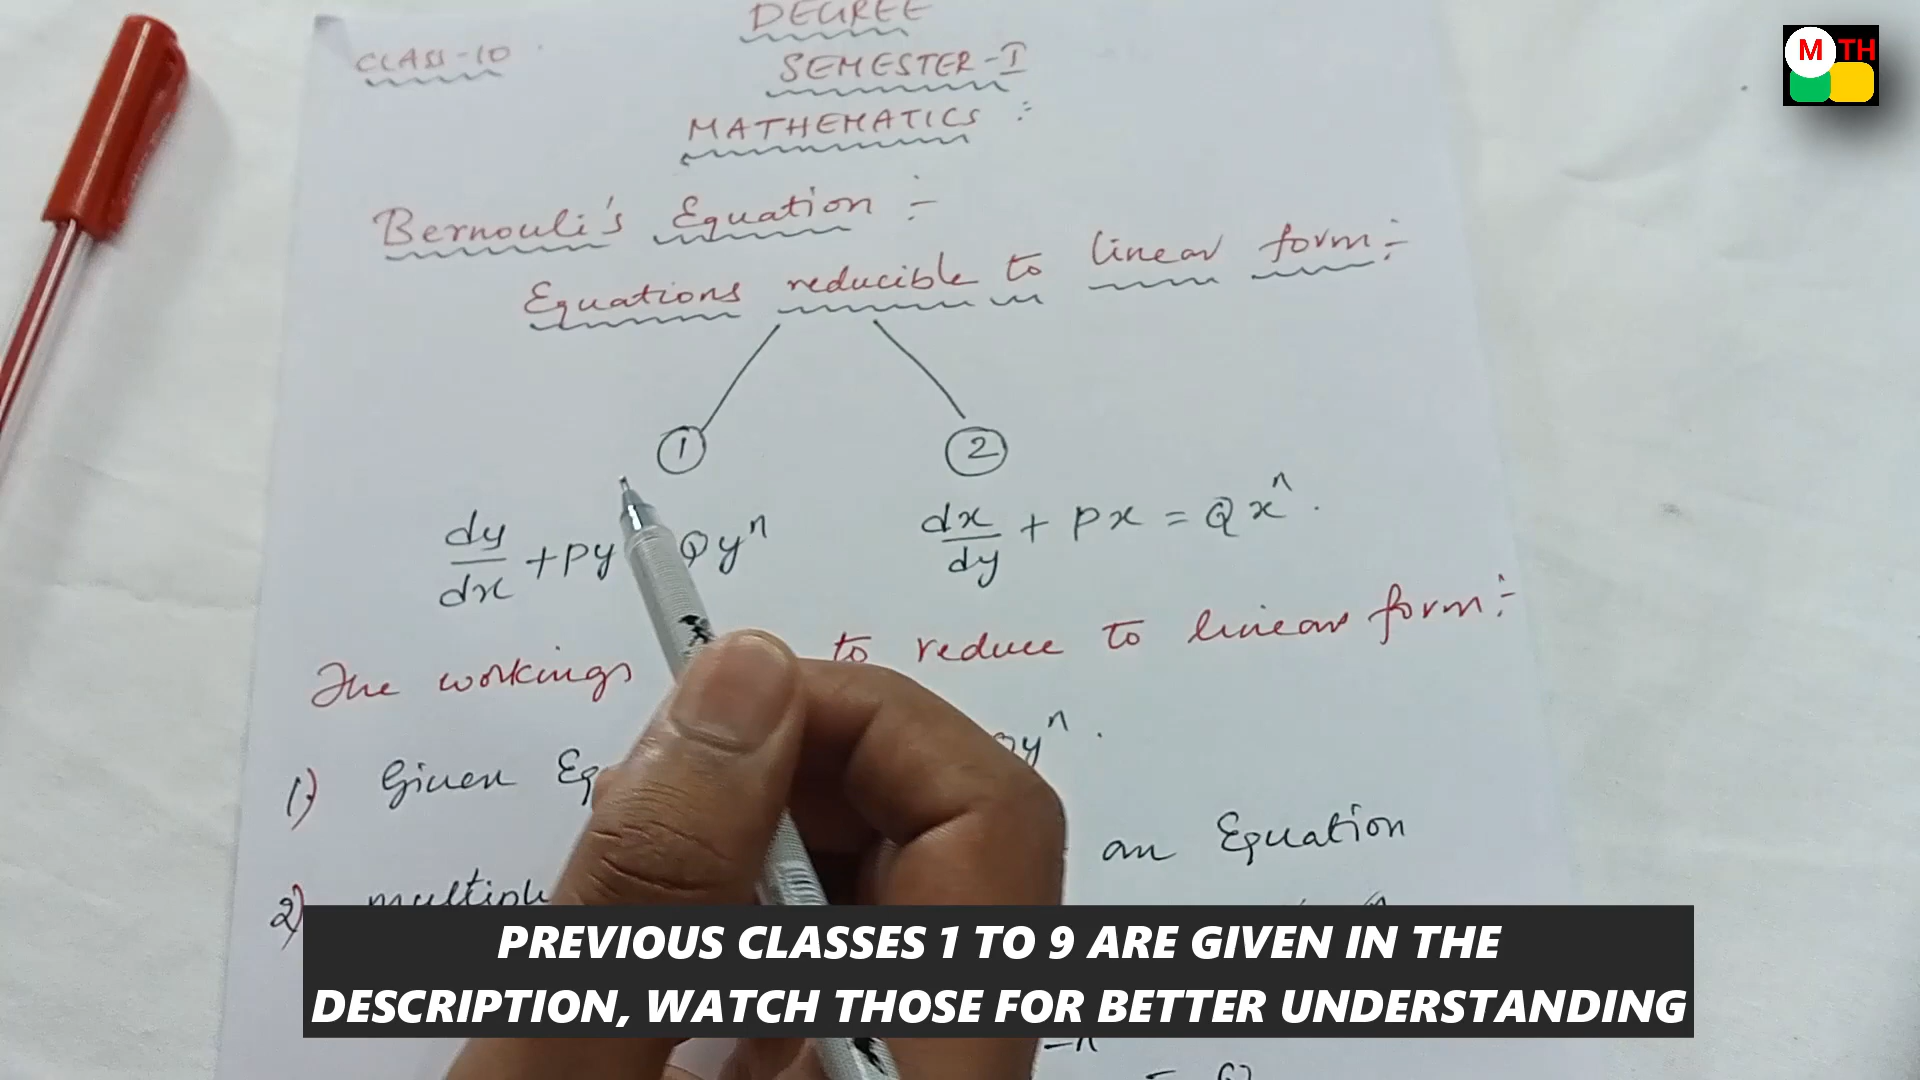 DEGREE
CLASS-10
SEMESTER-I
MATHEMATICS :
Bernouli's Equation :-
Equations reducible to linear form :-
1
2
dy/dx + Py Qy^n
dx/dy + Px = Qx^n .
The workings to reduce to linear form :-
1) Given y^n .
an Equation
2)
PREVIOUS CLASSES 1 TO 9 ARE GIVEN IN THE
DESCRIPTION, WATCH THOSE FOR BETTER UNDERSTANDING
M TH